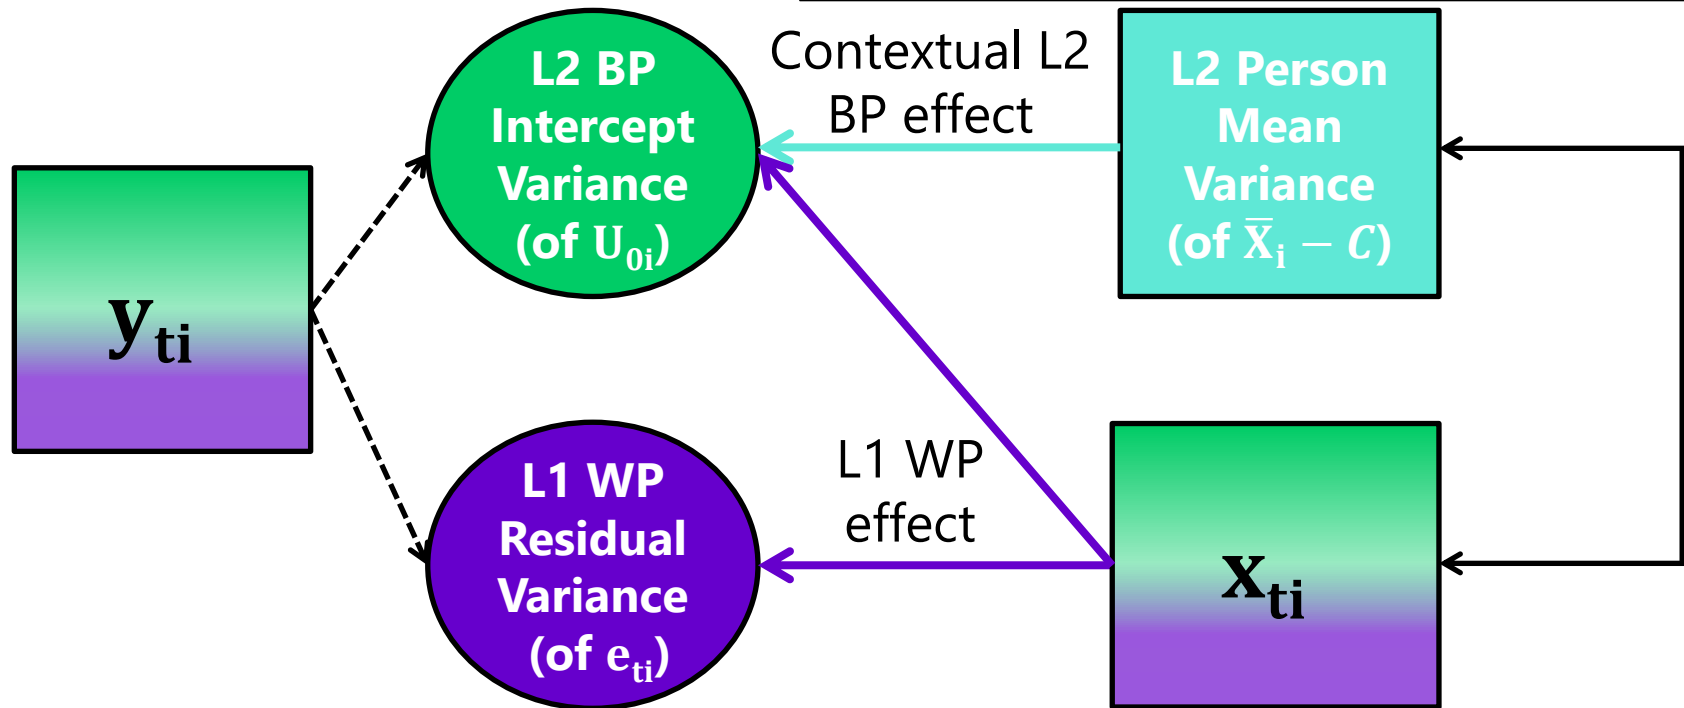 L2 BP
Intercept
Variance
(of U₀ᵢ)
Contextual L2
BP effect
L2 Person
Mean
Variance
(of X̅ᵢ − C)
yₜᵢ
L1 WP
Residual
Variance
(of eₜᵢ)
L1 WP
effect
xₜᵢ